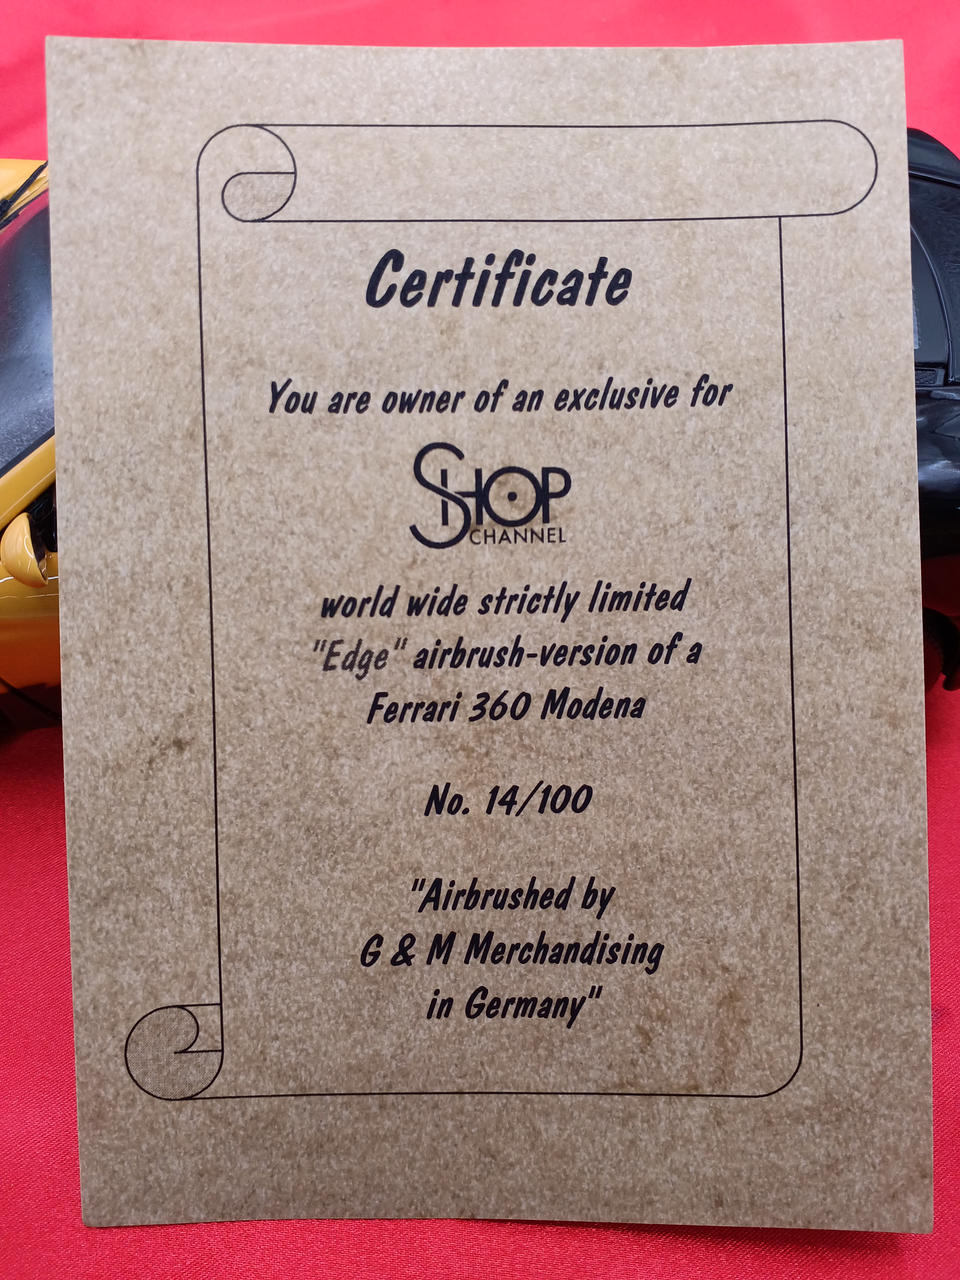 Certificate
You are owner of an exclusive for
SHOP
CHANNEL
world wide strictly limited
"Edge" airbrush-version of a
Ferrari 360 Modena
No. 14/100
"Airbrushed by
G & M Merchandising
in Germany"